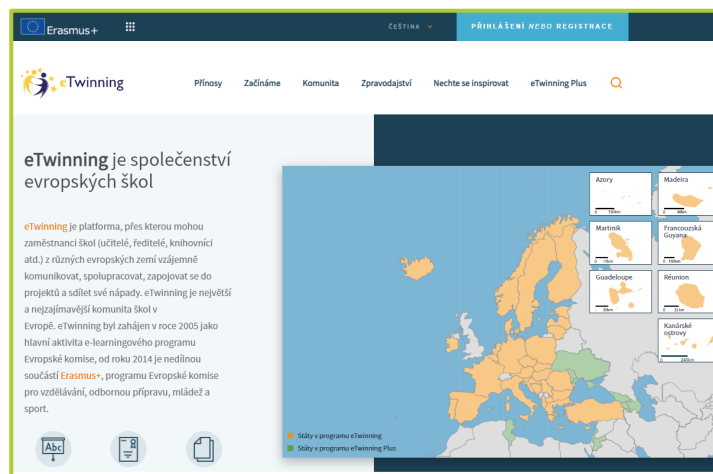 Erasmus+
ČEŠTINA
PŘIHLÁŠENÍ NEBO REGISTRACE
eTwinning
Přínosy
Začínáme
Komunita
Zpravodajství
Nechte se inspirovat
eTwinning Plus
eTwinning je společenství
evropských škol
eTwinning je platforma, přes kterou mohou
zaměstnanci škol (učitelé, ředitelé, knihovníci
atd.) z různých evropských zemí vzájemně
komunikovat, spolupracovat, zapojovat se do
projektů a sdílet své nápady. eTwinning je největší
a nejzajímavější komunita škol v
Evropě. eTwinning byl zahájen v roce 2005 jako
hlavní aktivita e-learningového programu
Evropské komise, od roku 2014 je nedílnou
součástí Erasmus+, programu Evropské komise
pro vzdělávání, odbornou přípravu, mládež a
sport.
Abc
Azory
Madeira
Martinik
Francouzská
Guyana
Guadeloupe
Réunion
Kanárské
ostrovy
Státy v programu eTwinning
Státy v programu eTwinning Plus